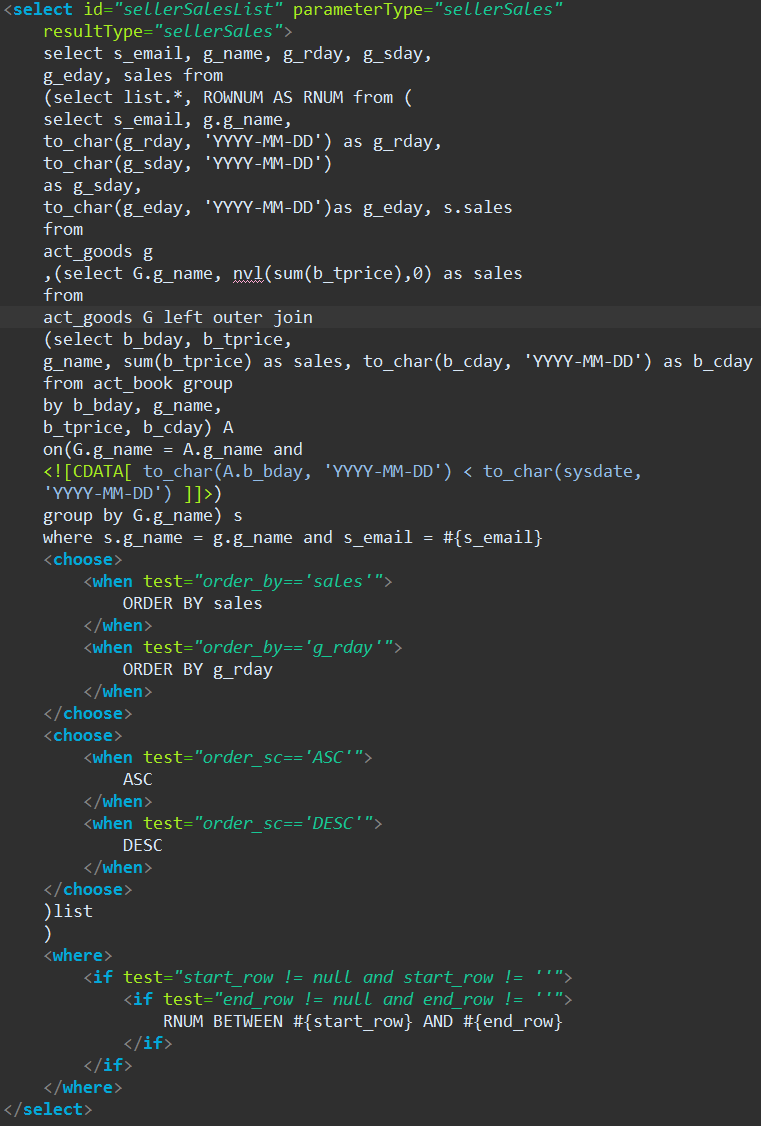 <select id="sellerSalesList" parameterType="sellerSales"
resultType="sellerSales">
select s_email, g_name, g_rday, g_sday,
g_eday, sales from
(select list.*, ROWNUM AS RNUM from (
select s_email, g.g_name,
to_char(g_rday, 'YYYY-MM-DD') as g_rday,
to_char(g_sday, 'YYYY-MM-DD')
as g_sday,
to_char(g_eday, 'YYYY-MM-DD')as g_eday, s.sales
from
act_goods g
,(select G.g_name, nvl(sum(b_tprice),0) as sales
from
act_goods G left outer join
(select b_bday, b_tprice,
g_name, sum(b_tprice) as sales, to_char(b_cday, 'YYYY-MM-DD') as b_cday
from act_book group
by b_bday, g_name,
b_tprice, b_cday) A
on(G.g_name = A.g_name and
<![CDATA[ to_char(A.b_bday, 'YYYY-MM-DD') < to_char(sysdate,
'YYYY-MM-DD') ]]>)
group by G.g_name) s
where s.g_name = g.g_name and s_email = #{s_email}
<choose>
<when test="order_by=='sales'">
ORDER BY sales
</when>
<when test="order_by=='g_rday'">
ORDER BY g_rday
</when>
</choose>
<choose>
<when test="order_sc=='ASC'">
ASC
</when>
<when test="order_sc=='DESC'">
DESC
</when>
</choose>
)list
)
<where>
<if test="start_row != null and start_row != ''">
<if test="end_row != null and end_row != ''">
RNUM BETWEEN #{start_row} AND #{end_row}
</if>
</if>
</where>
</select>